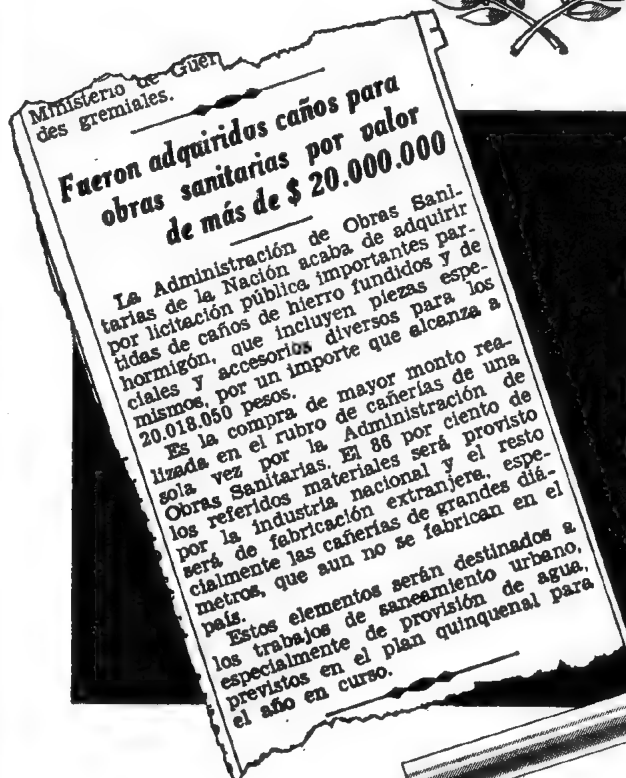 Ministerio de Guer
des gremiales.
Fueron adquiridos caños para
obras sanitarias por valor
de más de $ 20.000.000
La Administración de Obras Sani-
tarias de la Nación acaba de adquirir
por licitación pública importantes par-
tidas de caños de hierro fundidos y de
hormigón, que incluyen piezas espe-
ciales y accesorios diversos para los
mismos, por un importe que alcanza a
20.018.050 pesos.
Es la compra de mayor monto rea-
lizada en el rubro de cañerías de una
sola vez por la Administración de
Obras Sanitarias. El 86 por ciento de
los referidos materiales será provisto
por la industria nacional y el resto
será de fabricación extranjera, espe-
cialmente las cañerías de grandes diá-
metros, que aun no se fabrican en el
país.
Estos elementos serán destinados a
los trabajos de saneamiento urbano,
especialmente de provisión de agua,
previstos en el plan quinquenal para
el año en curso.